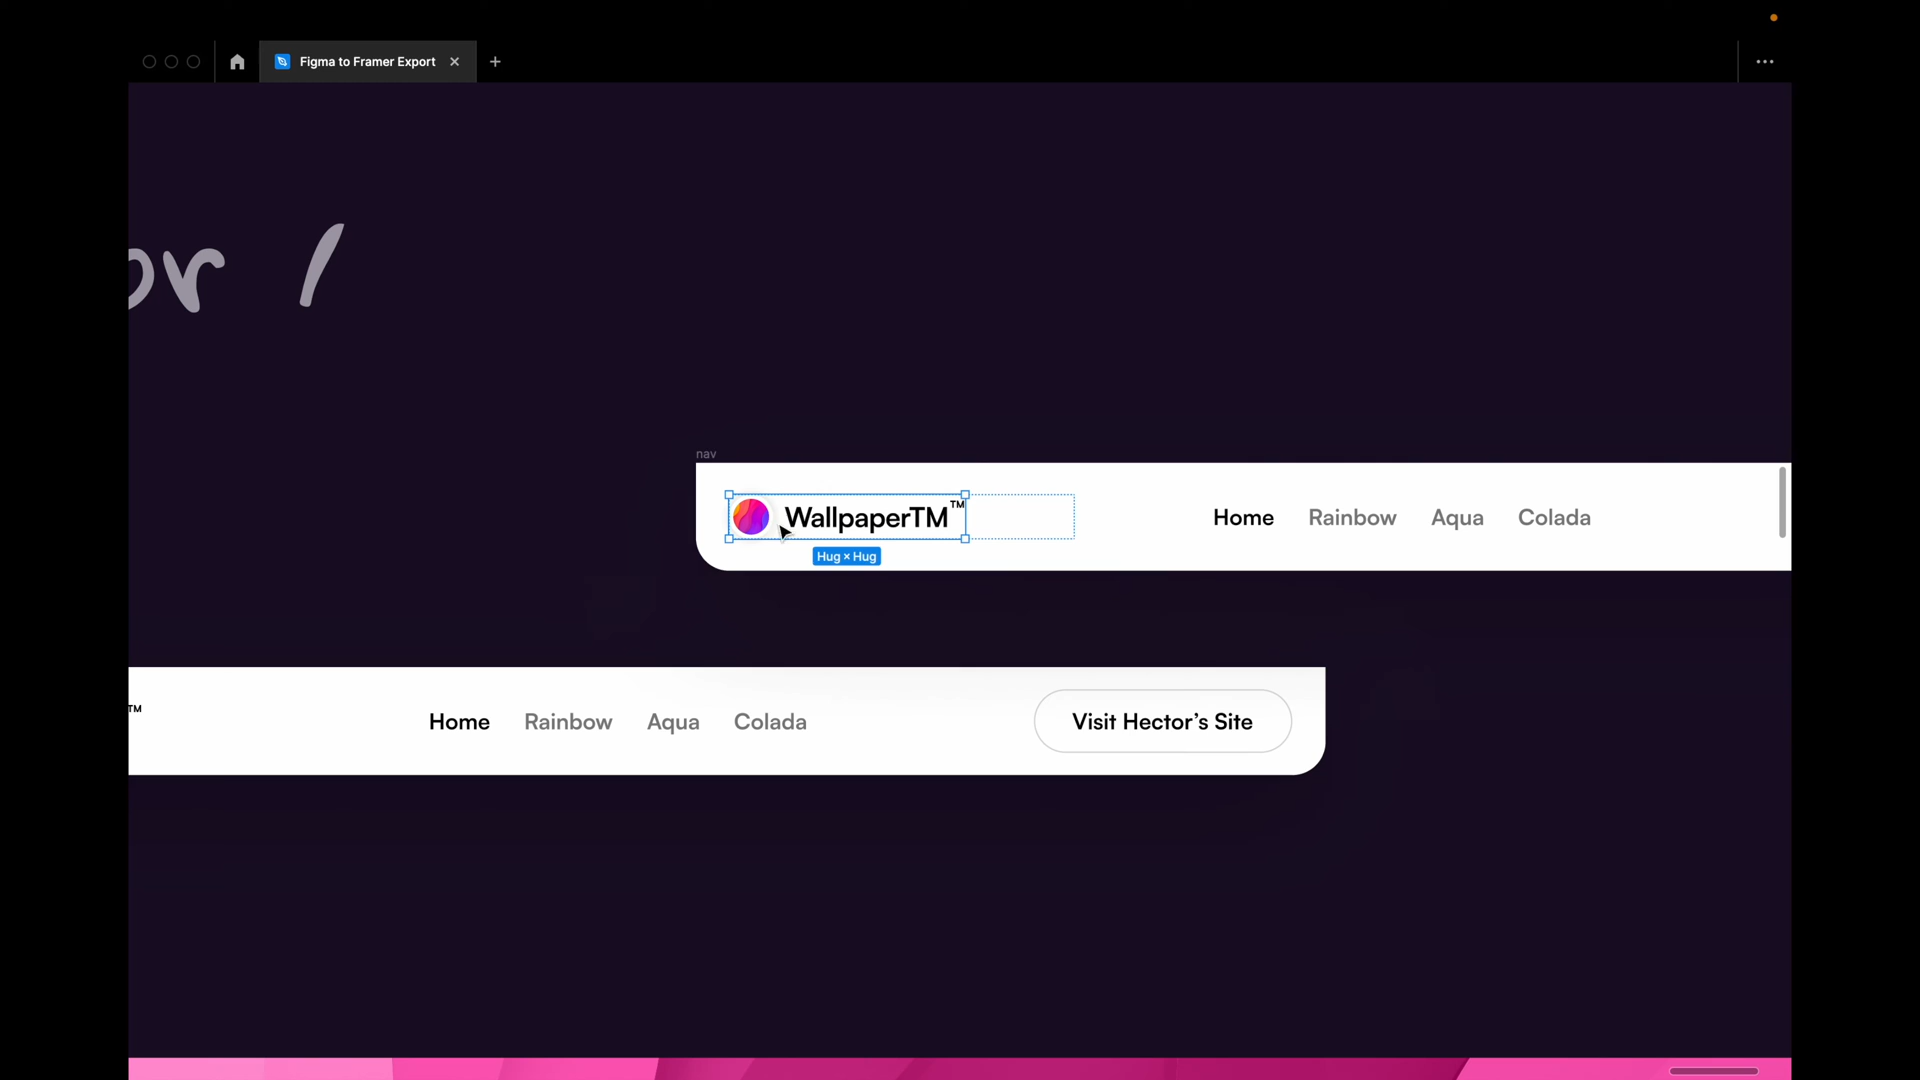 Figma to Framer Export
or /
nav
WallpaperTM™
Home Rainbow Aqua Colada
Hug × Hug
™
Home Rainbow Aqua Colada
Visit Hector’s Site